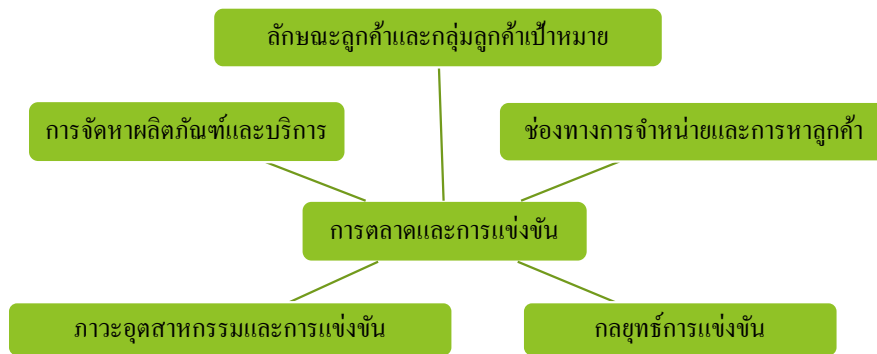 ลักษณะลูกค้าและกลุ่มลูกค้าเป้าหมาย
การจัดหาผลิตภัณฑ์และบริการ
ช่องทางการจำหน่ายและการหาลูกค้า
การตลาดและการแข่งขัน
ภาวะอุตสาหกรรมและการแข่งขัน
กลยุทธ์การแข่งขัน